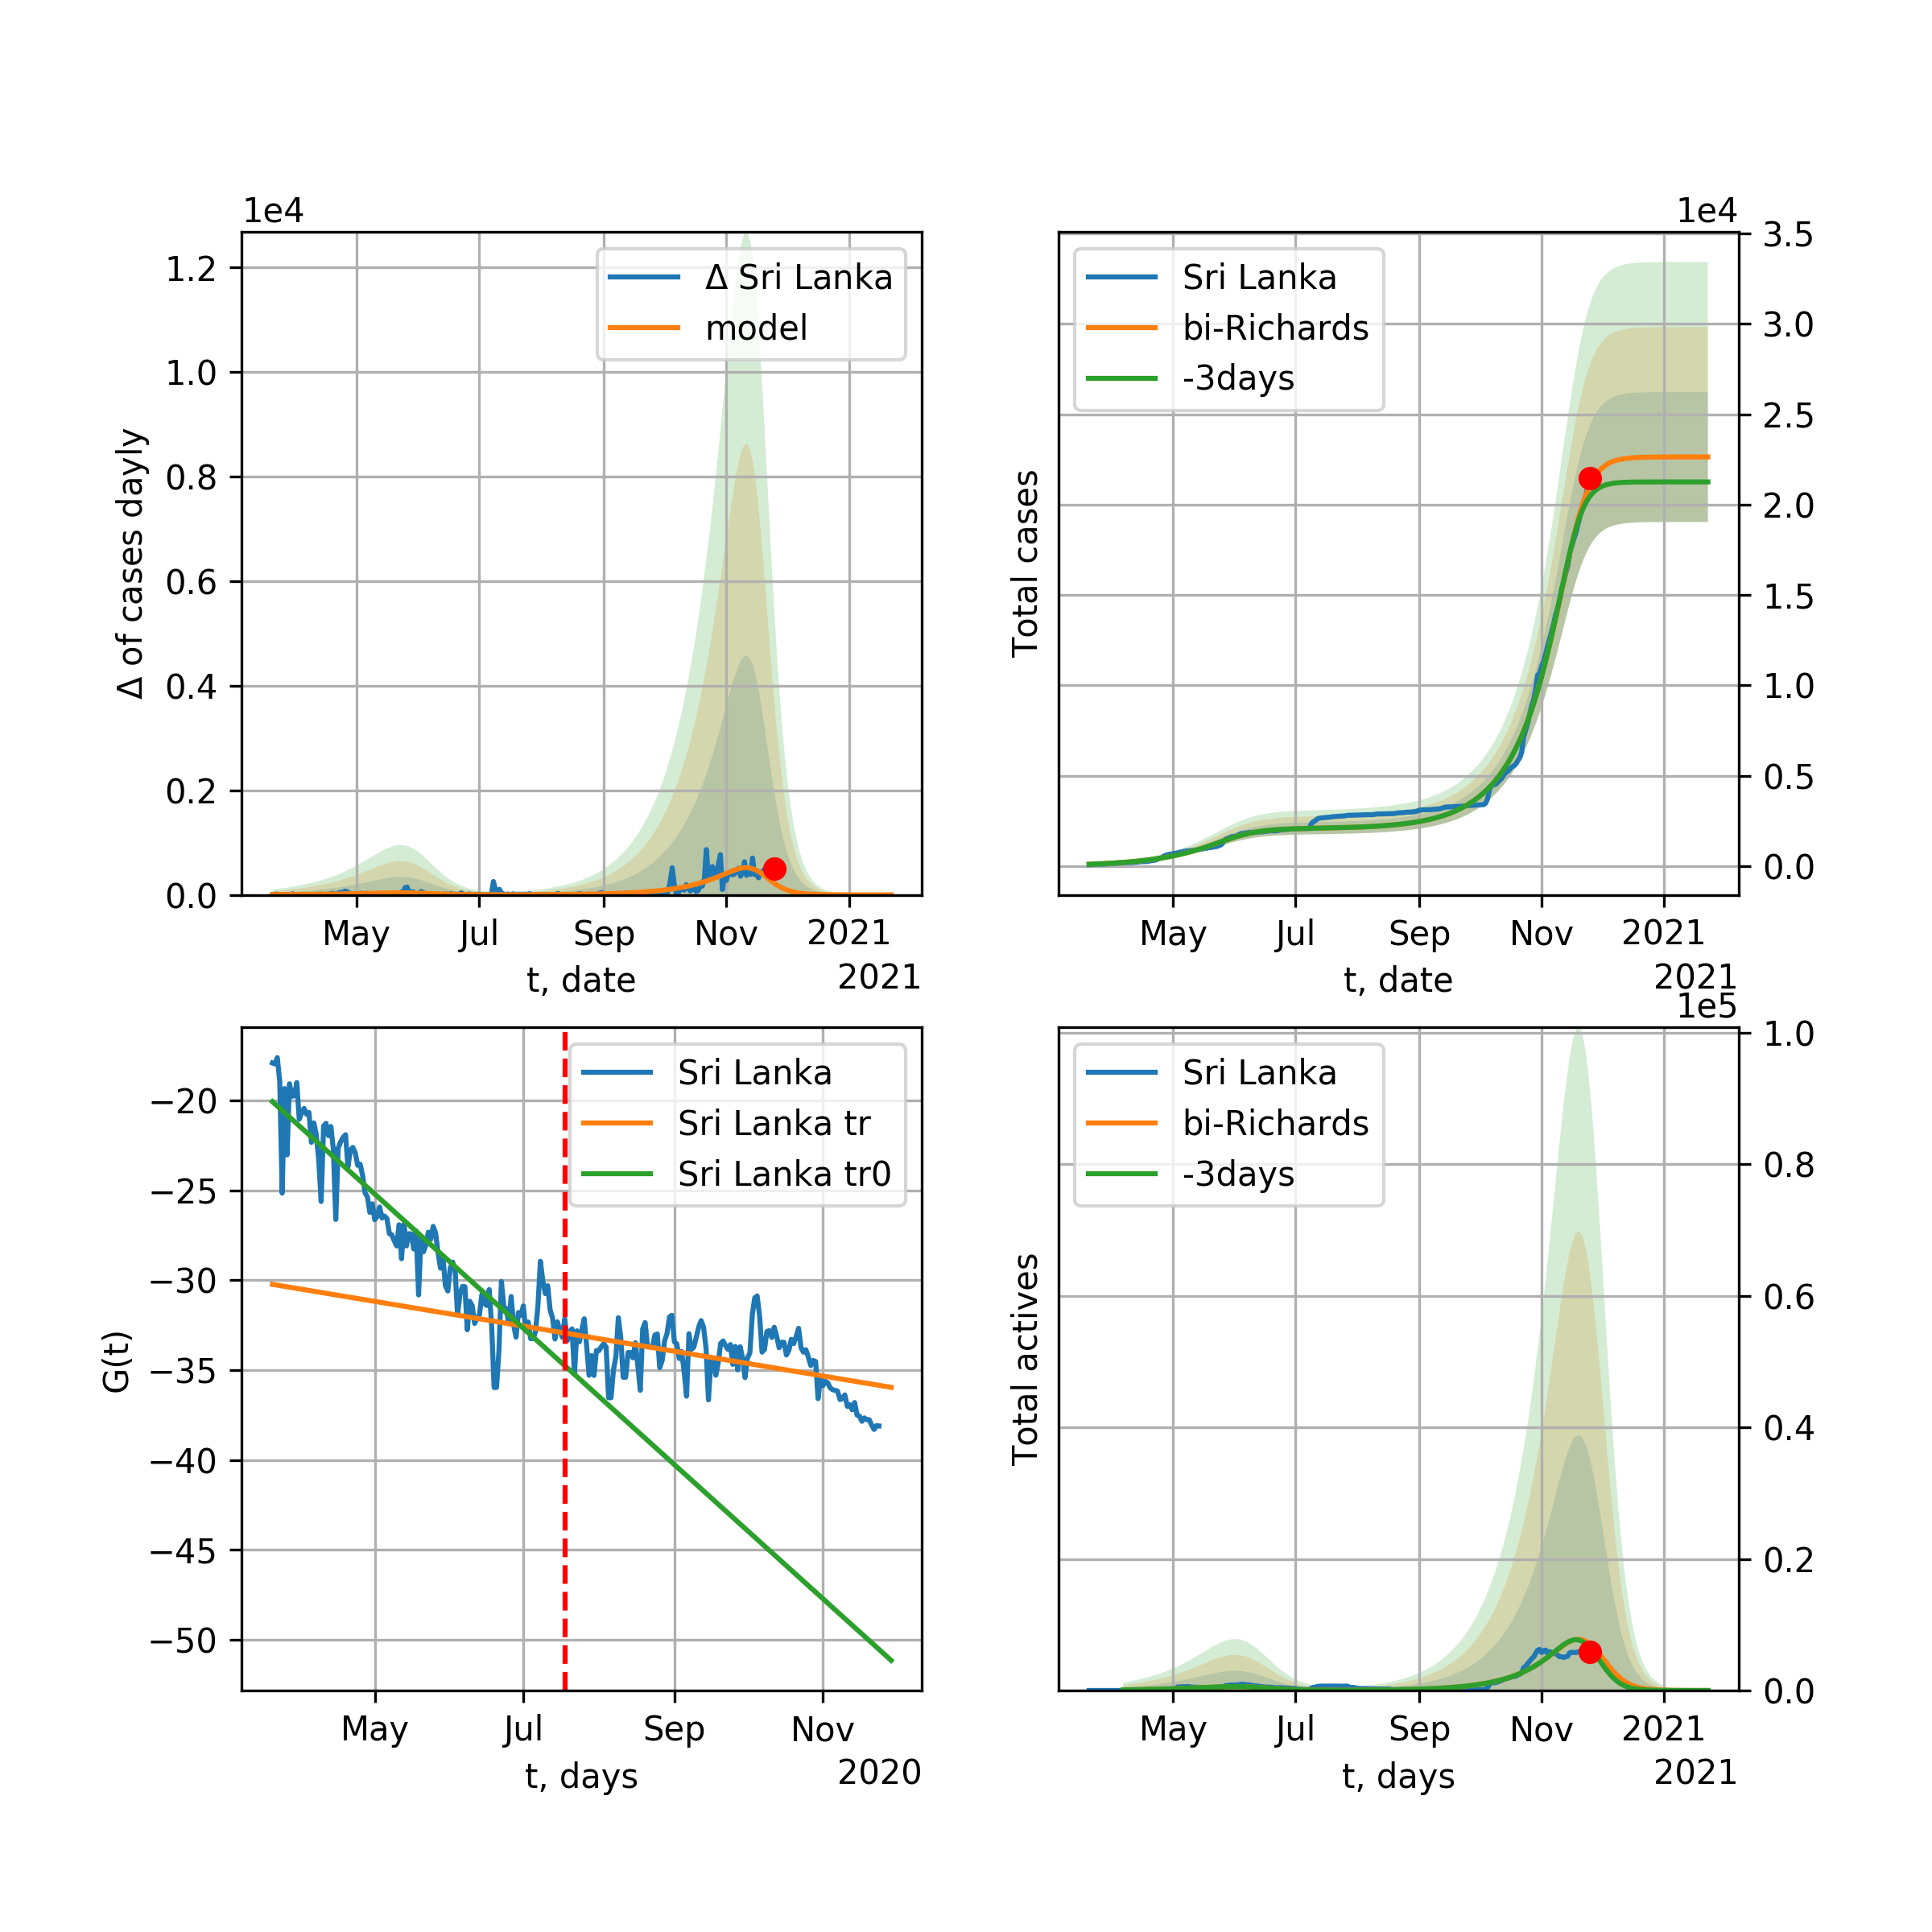 1e4
1.2
1.0
0.8
0.6
0.4
0.2
0.0
Δ of cases dayly
Δ Sri Lanka
model
May
Jul
Sep
Nov
2021
t, date
2021
1e4
3.5
3.0
2.5
2.0
1.5
1.0
0.5
0.0
Total cases
Sri Lanka
bi-Richards
-3days
May
Jul
Sep
Nov
2021
t, date
2021
−20
−25
−30
−35
−40
−45
−50
G(t)
Sri Lanka
Sri Lanka tr
Sri Lanka tr0
May
Jul
Sep
Nov
t, days
2020
1e5
1.0
0.8
0.6
0.4
0.2
0.0
Total actives
Sri Lanka
bi-Richards
-3days
May
Jul
Sep
Nov
2021
t, days
2021